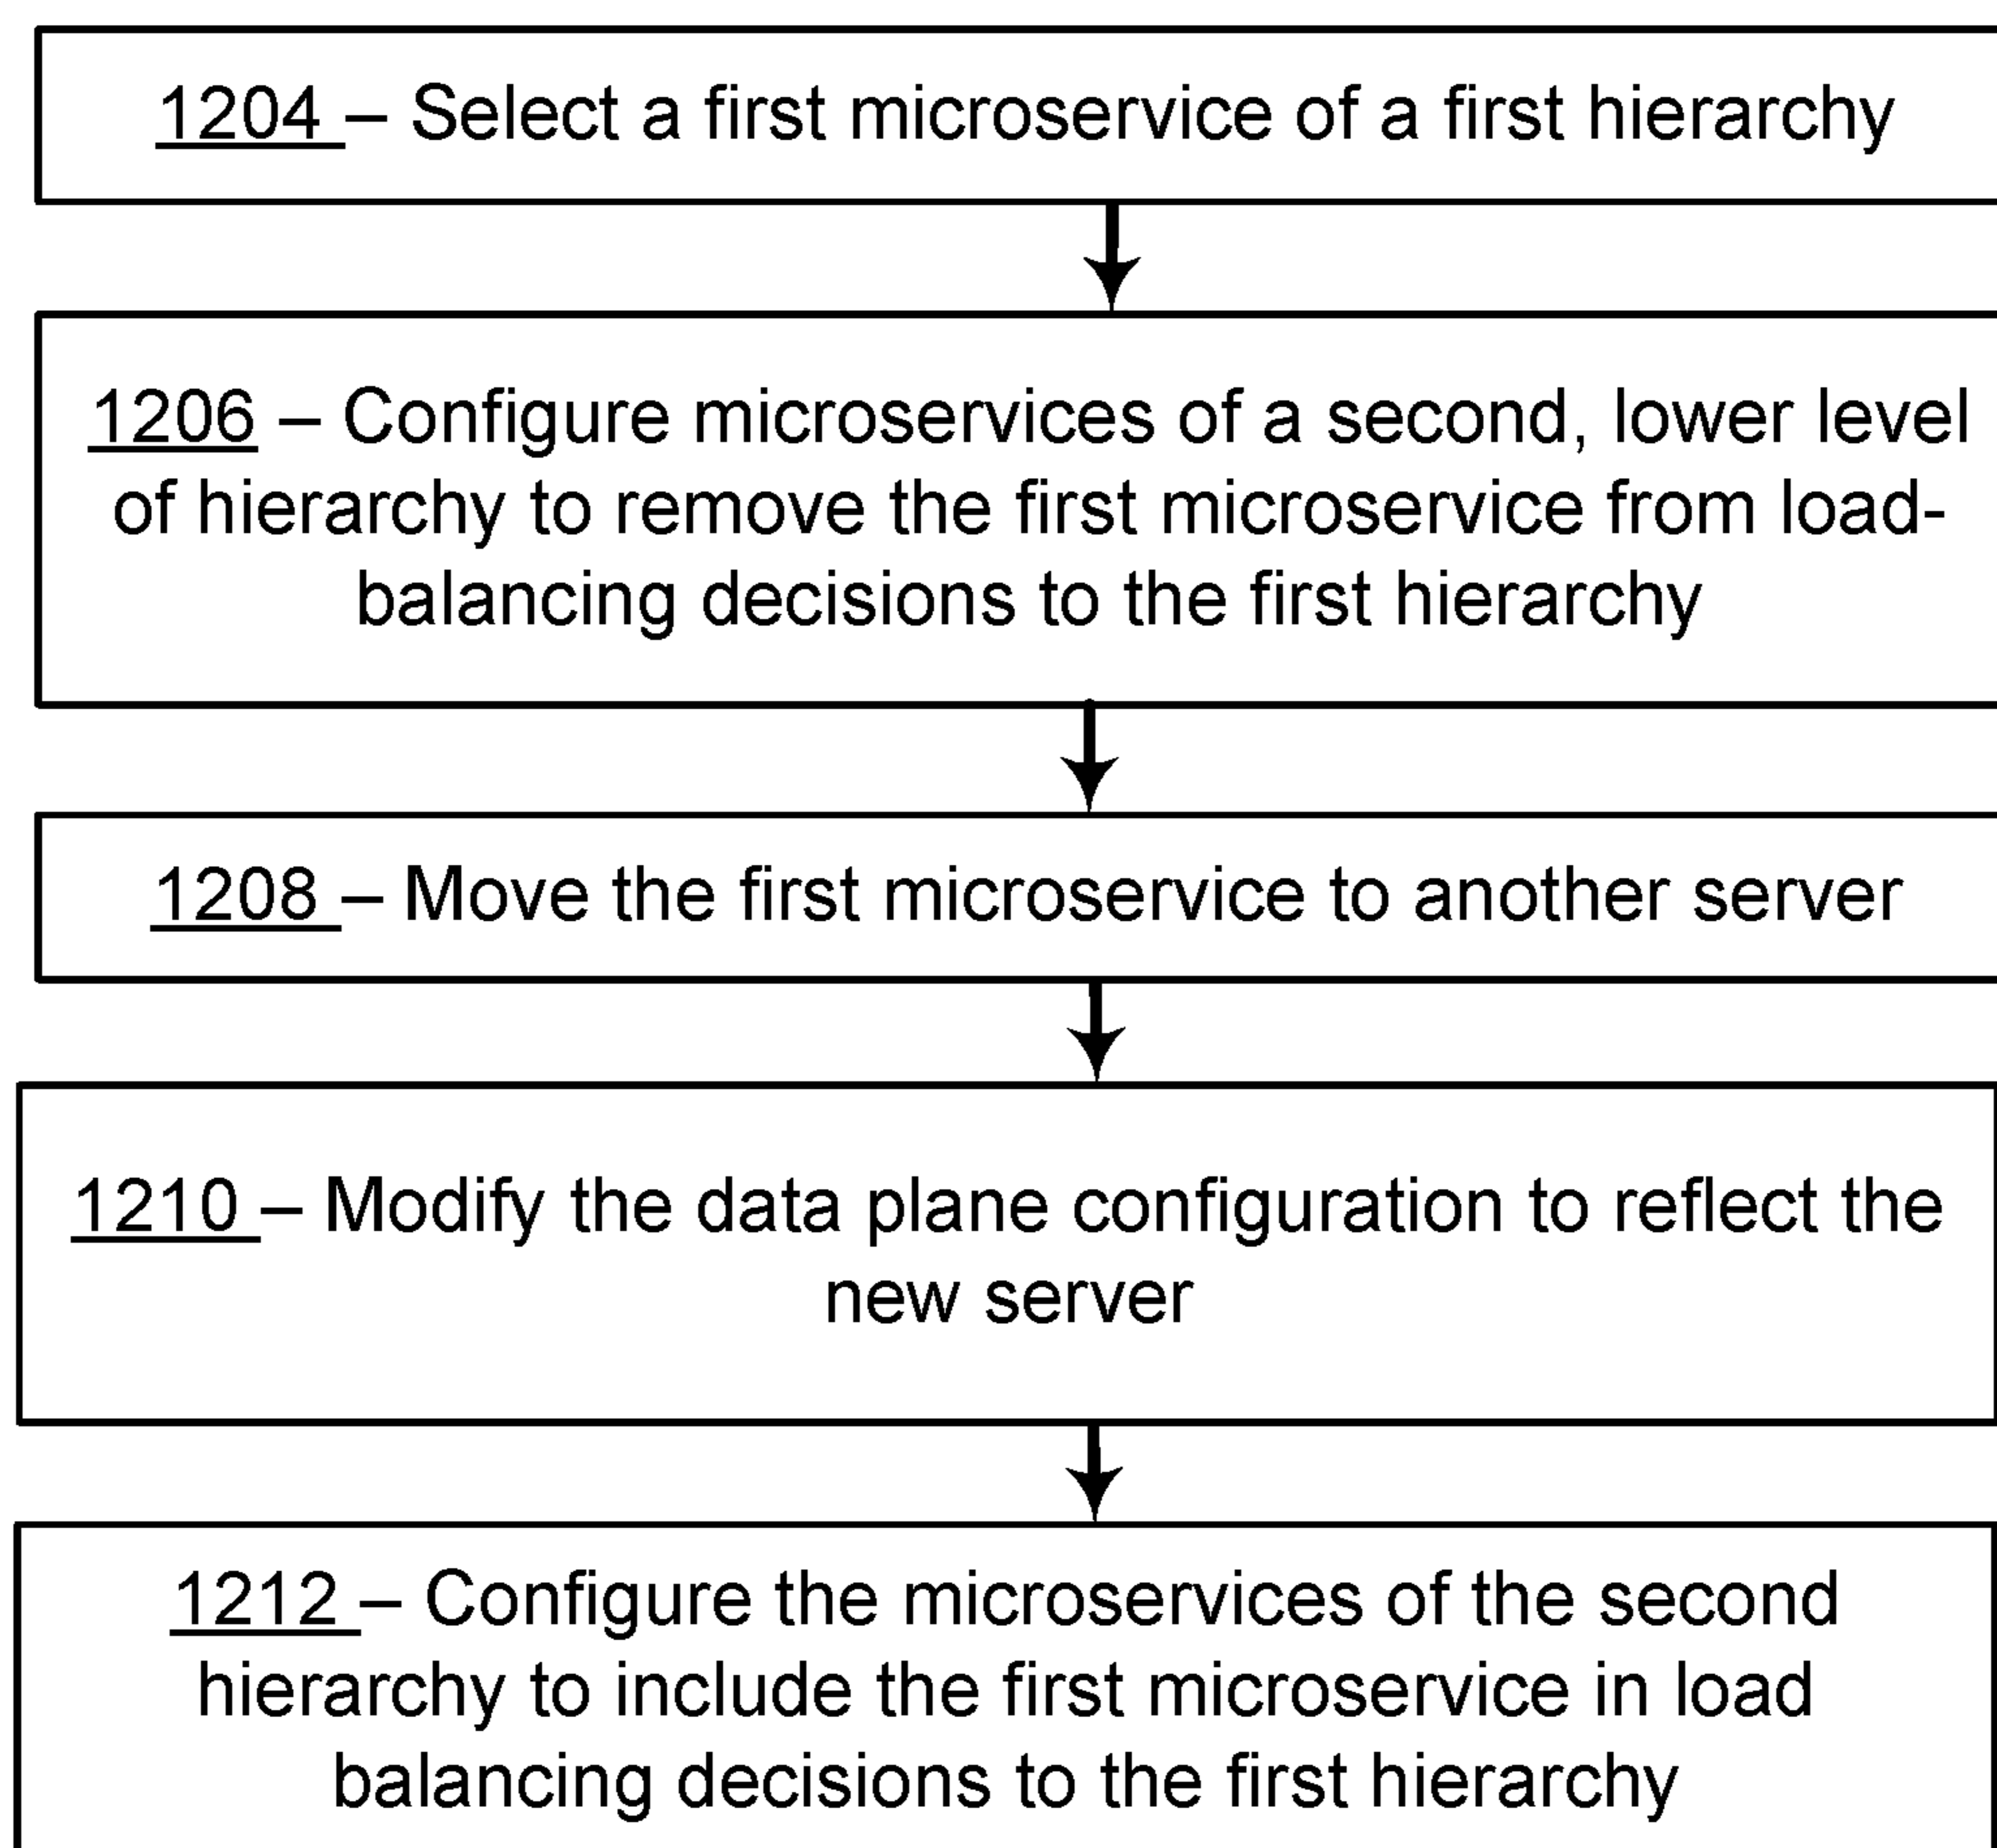 1204 – Select a first microservice of a first hierarchy
1206 – Configure microservices of a second, lower level
of hierarchy to remove the first microservice from load-
balancing decisions to the first hierarchy
1208 – Move the first microservice to another server
1210 – Modify the data plane configuration to reflect the
new server
1212 – Configure the microservices of the second
hierarchy to include the first microservice in load
balancing decisions to the first hierarchy